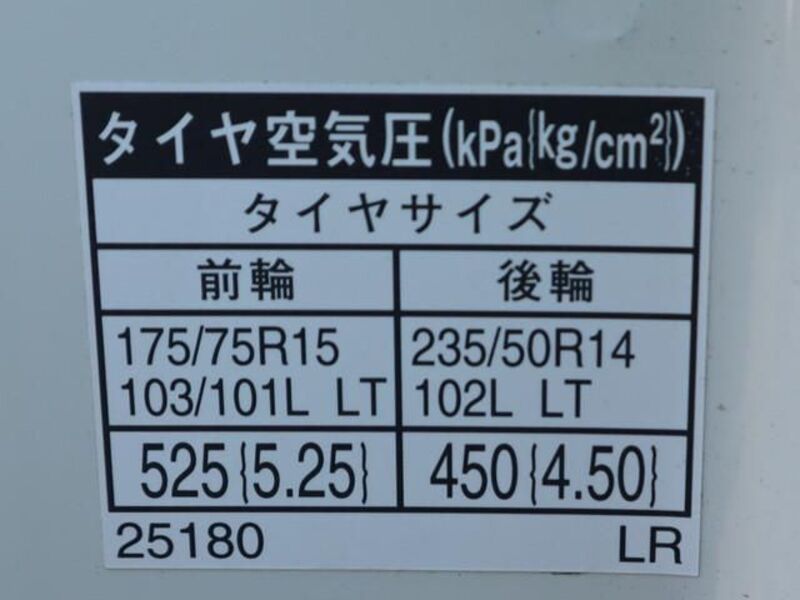 タイヤ空気圧(kPa{kg/cm²})
タイヤサイズ
前輪 後輪
175/75R15 235/50R14
103/101L LT 102L LT
525{5.25} 450{4.50}
25180 LR